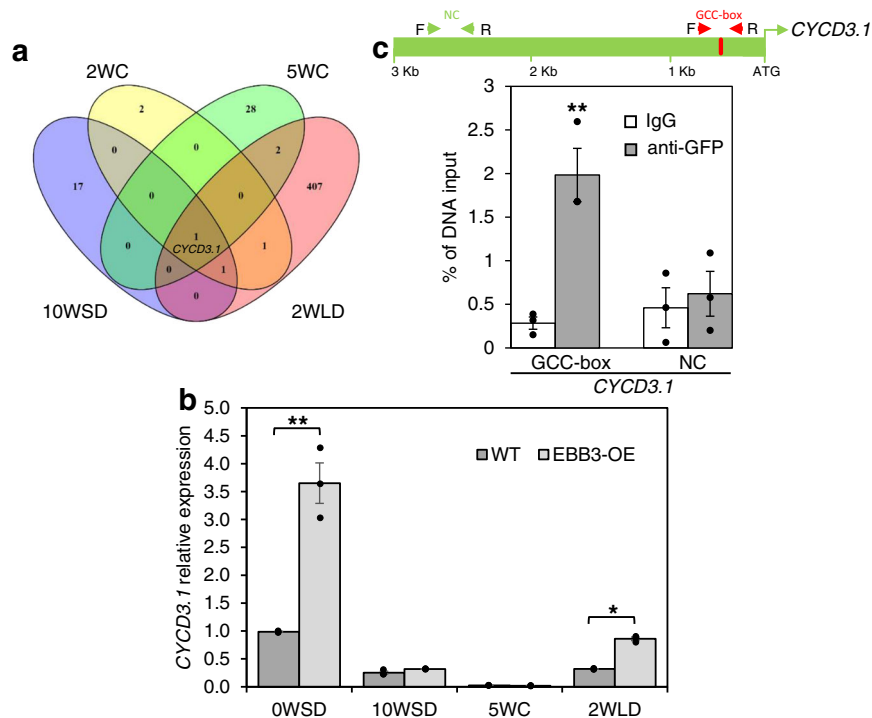 a
2WC
5WC
10WSD
2WLD
2
28
0
0
2
17
0
0
407
1
CYCD3.1
0
1
0
1
0
c
NC
F R
GCC-box
F R
CYCD3.1
3 Kb 2 Kb 1 Kb ATG
% of DNA input
3
2.5
2
1.5
1
0.5
0
**
IgG
anti-GFP
GCC-box NC
CYCD3.1
b
CYCD3.1 relative expression
5.0
4.5
4.0
3.5
3.0
2.5
2.0
1.5
1.0
0.5
0.0
**
WT EBB3-OE
*
0WSD 10WSD 5WC 2WLD